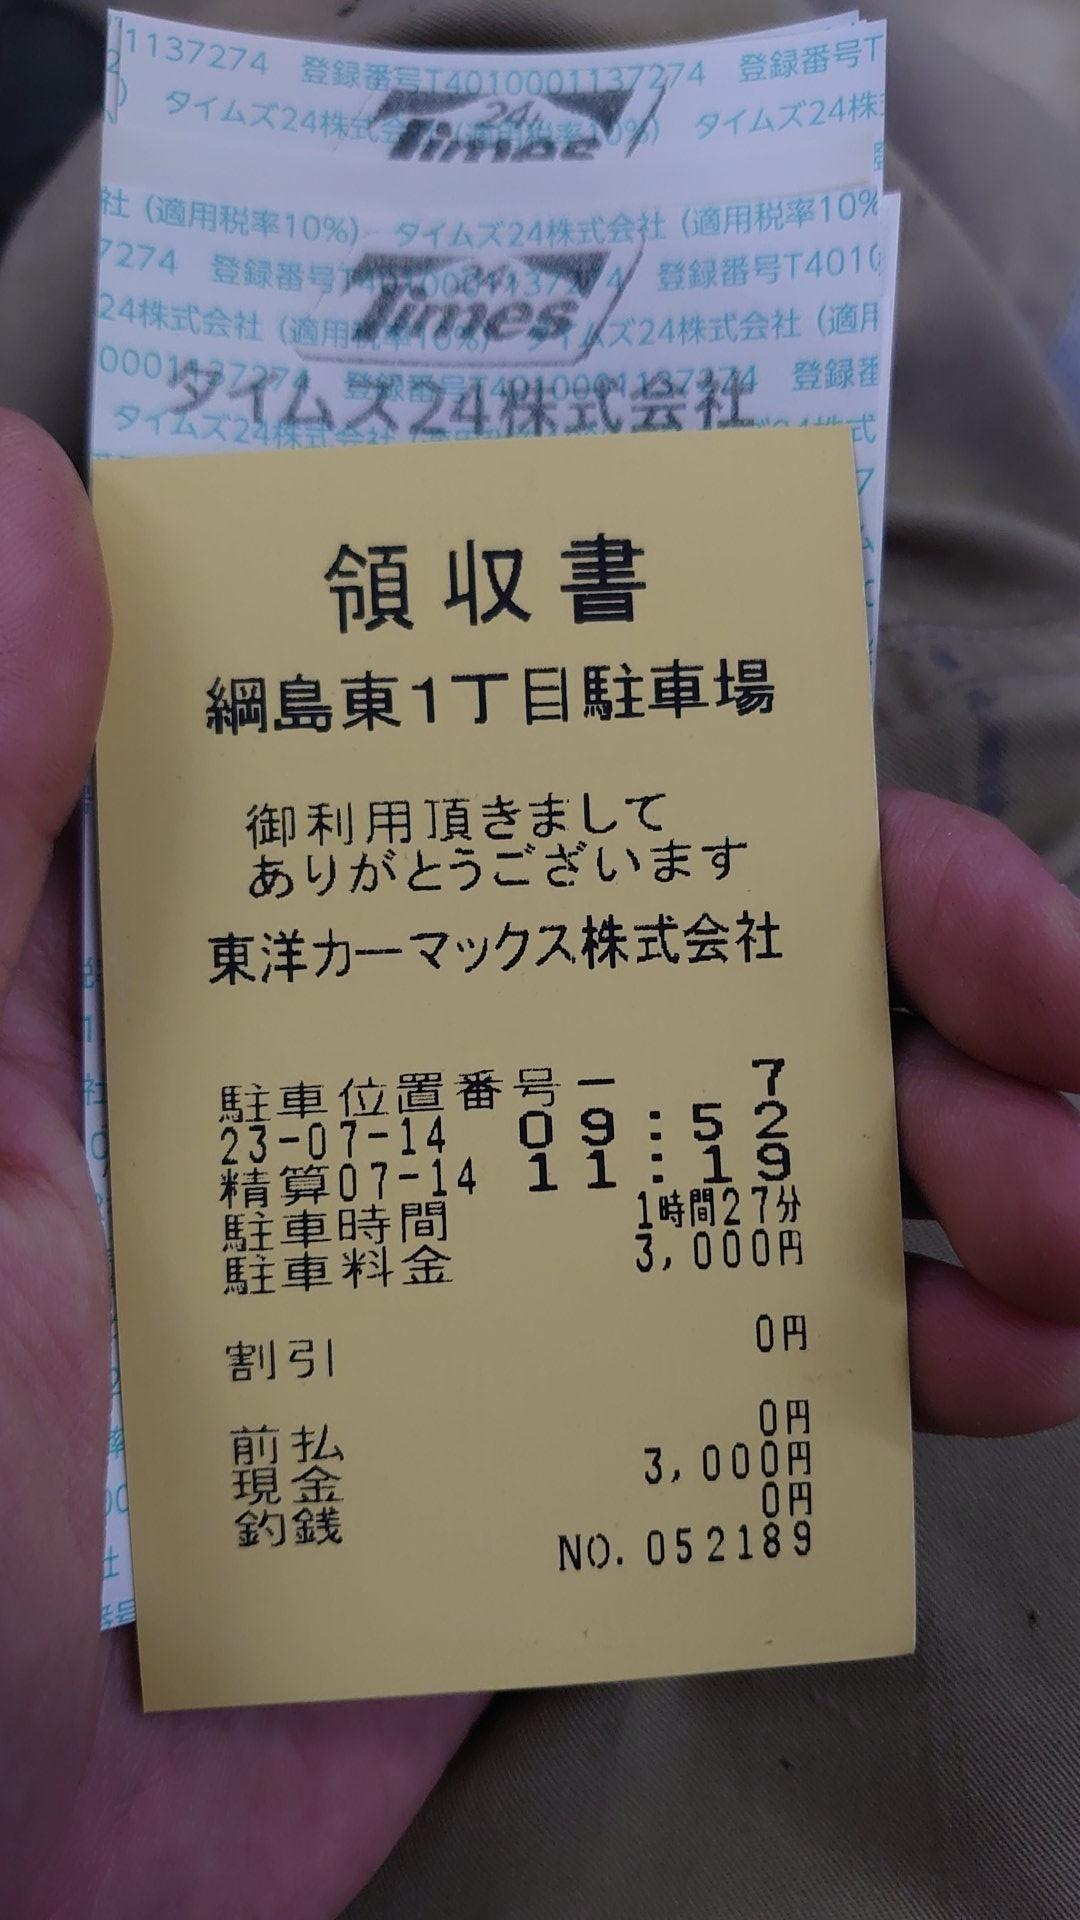 1137274 登録番号T4010001137274 登録番号T
24h
Times
タイムズ24株式会社(適用税率10%) タイムズ24株
社(適用税率10%) タイムズ24株式会社(適用税率10%
7274 登録番号T4010001137274 登録番号T4010
24h
Times
24株式会社(適用税率10%) タイムズ24株式会社(適用
0001137274 登録番号T4010001137274 登録番
タイムズ24株式会社
タイムズ24株式会社
領収書
綱島東1丁目駐車場
御利用頂きまして
ありがとうございます
東洋カーマックス株式会社
駐車位置番号ー 7
23-07-14 09:52
精算07-14 11:19
駐車時間 1時間27分
駐車料金 3,000円
割引 0円
前払 0円
現金 3,000円
釣銭 0円
NO.052189